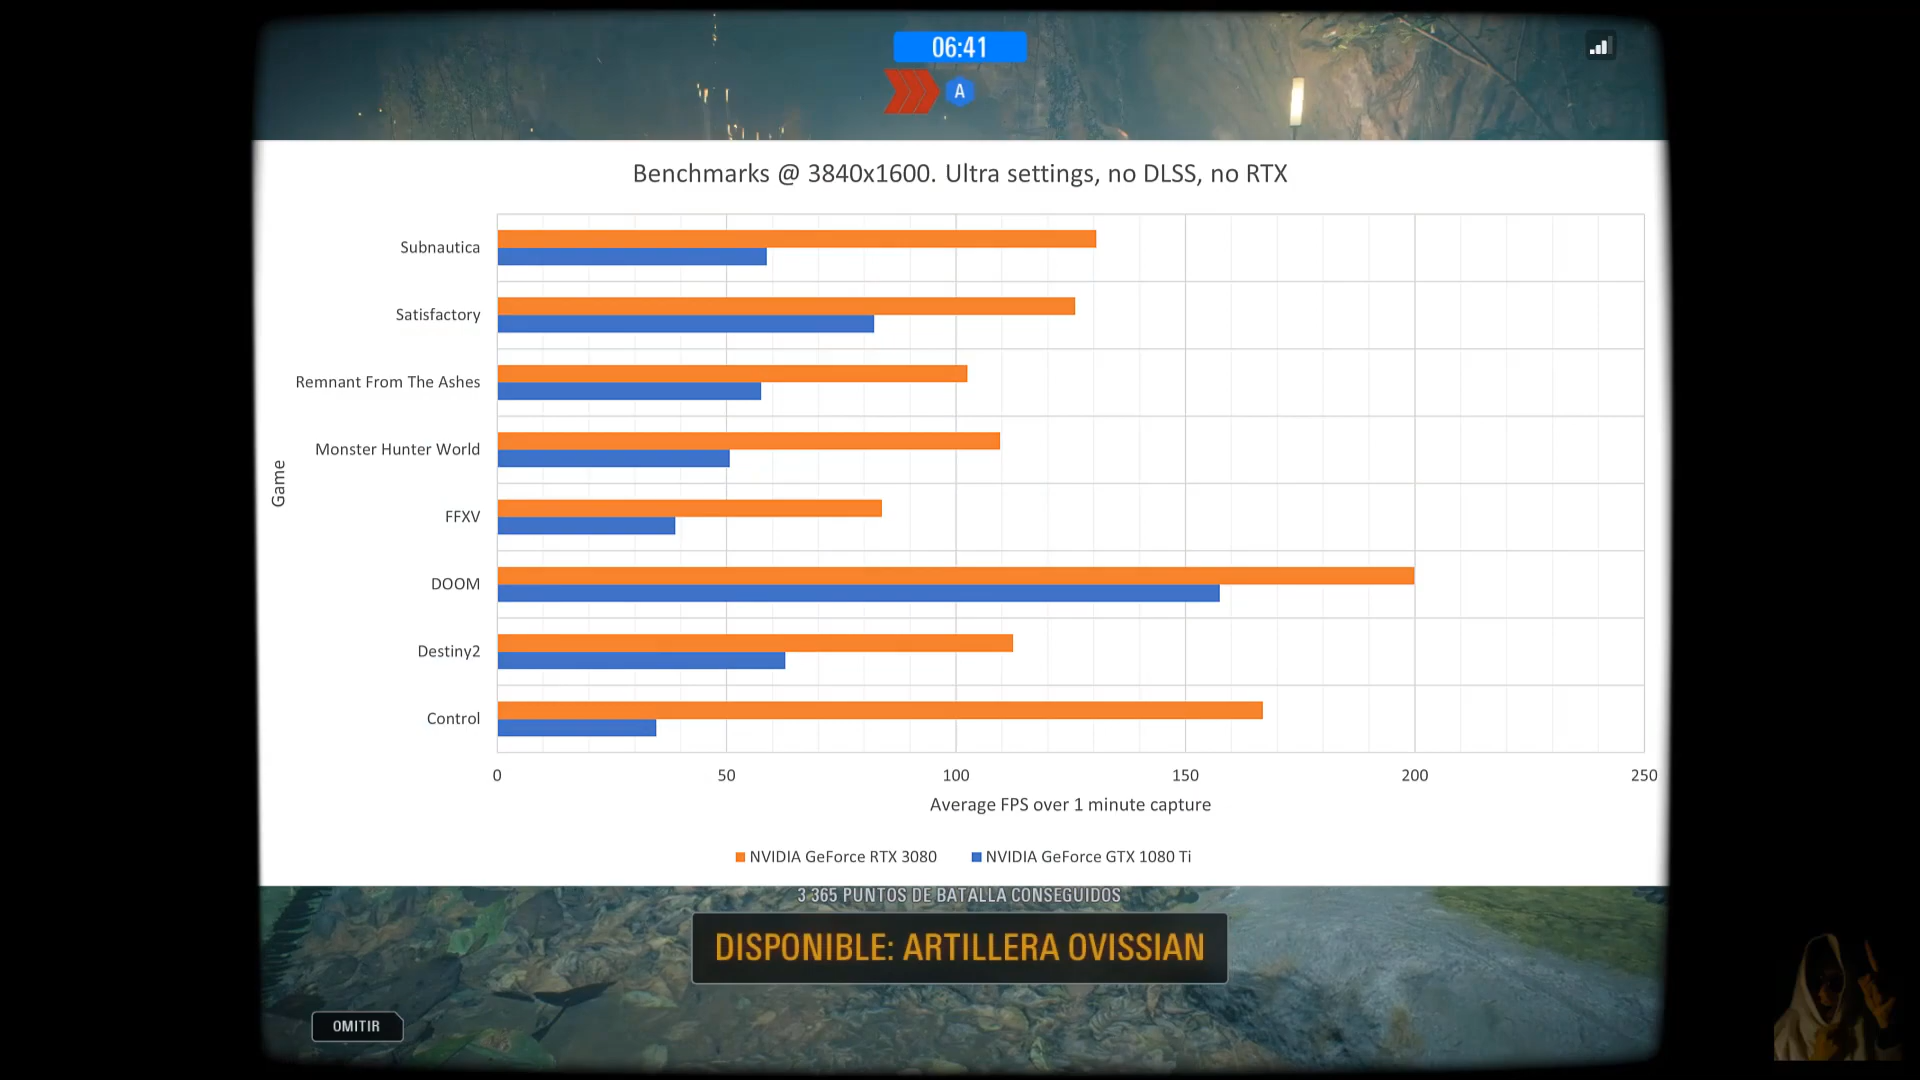 06:41
A
Benchmarks @ 3840x1600. Ultra settings, no DLSS, no RTX
Game
Subnautica
Satisfactory
Remnant From The Ashes
Monster Hunter World
FFXV
DOOM
Destiny2
Control
0 50 100 150 200 250
Average FPS over 1 minute capture
NVIDIA GeForce RTX 3080 NVIDIA GeForce GTX 1080 Ti
3 365 PUNTOS DE BATALLA CONSEGUIDOS
DISPONIBLE: ARTILLERA OVISSIAN
OMITIR